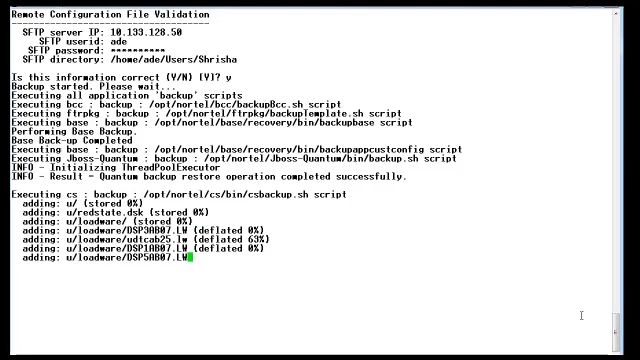 Remote Configuration File Validation
------------------------------------
SFTP server IP: 10.133.128.50
SFTP userid: ade
SFTP password: **********
SFTP directory: /home/ade/Users/Shrisha
Is this information correct (Y/N) [Y]? y
Backup started. Please wait...
Executing all application 'backup' scripts
Executing bcc : backup : /opt/nortel/bcc/backupBcc.sh script
Executing ftrpkg : backup : /opt/nortel/ftrpkg/backupTemplate.sh script
Executing base : backup : /opt/nortel/base/recovery/bin/backupbase script
Performing Base Backup.
Base Back-up Completed
Executing base : backup : /opt/nortel/base/recovery/bin/backupappcustconfig script
Executing Jboss-Quantum : backup : /opt/nortel/Jboss-Quantum/bin/backup.sh script
INFO - Initializing ThreadPoolExecutor
INFO - Result - Quantum backup restore operation completed successfully.
Executing cs : backup : /opt/nortel/cs/bin/csbackup.sh script
adding: u/ (stored 0%)
adding: u/redstate.dsk (stored 0%)
adding: u/loadware/ (stored 0%)
adding: u/loadware/DSP3AB07.LW (deflated 0%)
adding: u/loadware/udtcab25.lw (deflated 63%)
adding: u/loadware/DSP1AB07.LW (deflated 0%)
adding: u/loadware/DSP5AB07.LW